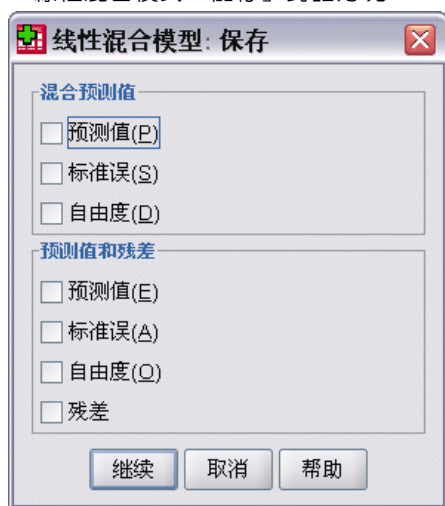 线性混合模型: 保存
混合预测值
预测值(P)
标准误(S)
自由度(D)
预测值和残差
预测值(E)
标准误(A)
自由度(O)
残差
继续
取消
帮助